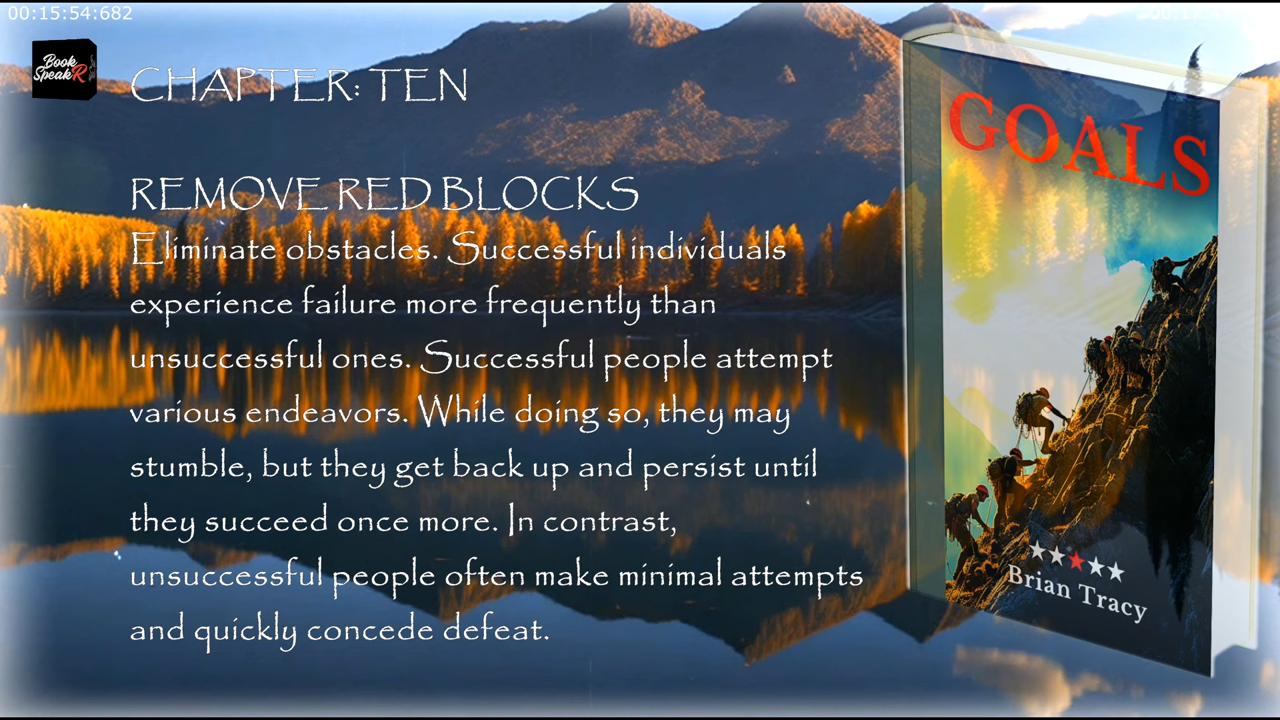 00:15:54:682
Book
SpeakR
CHAPTER: TEN
REMOVE RED BLOCKS
Eliminate obstacles. Successful individuals
experience failure more frequently than
unsuccessful ones. Successful people attempt
various endeavors. While doing so, they may
stumble, but they get back up and persist until
they succeed once more. In contrast,
unsuccessful people often make minimal attempts
and quickly concede defeat.
GOALS
Brian Tracy